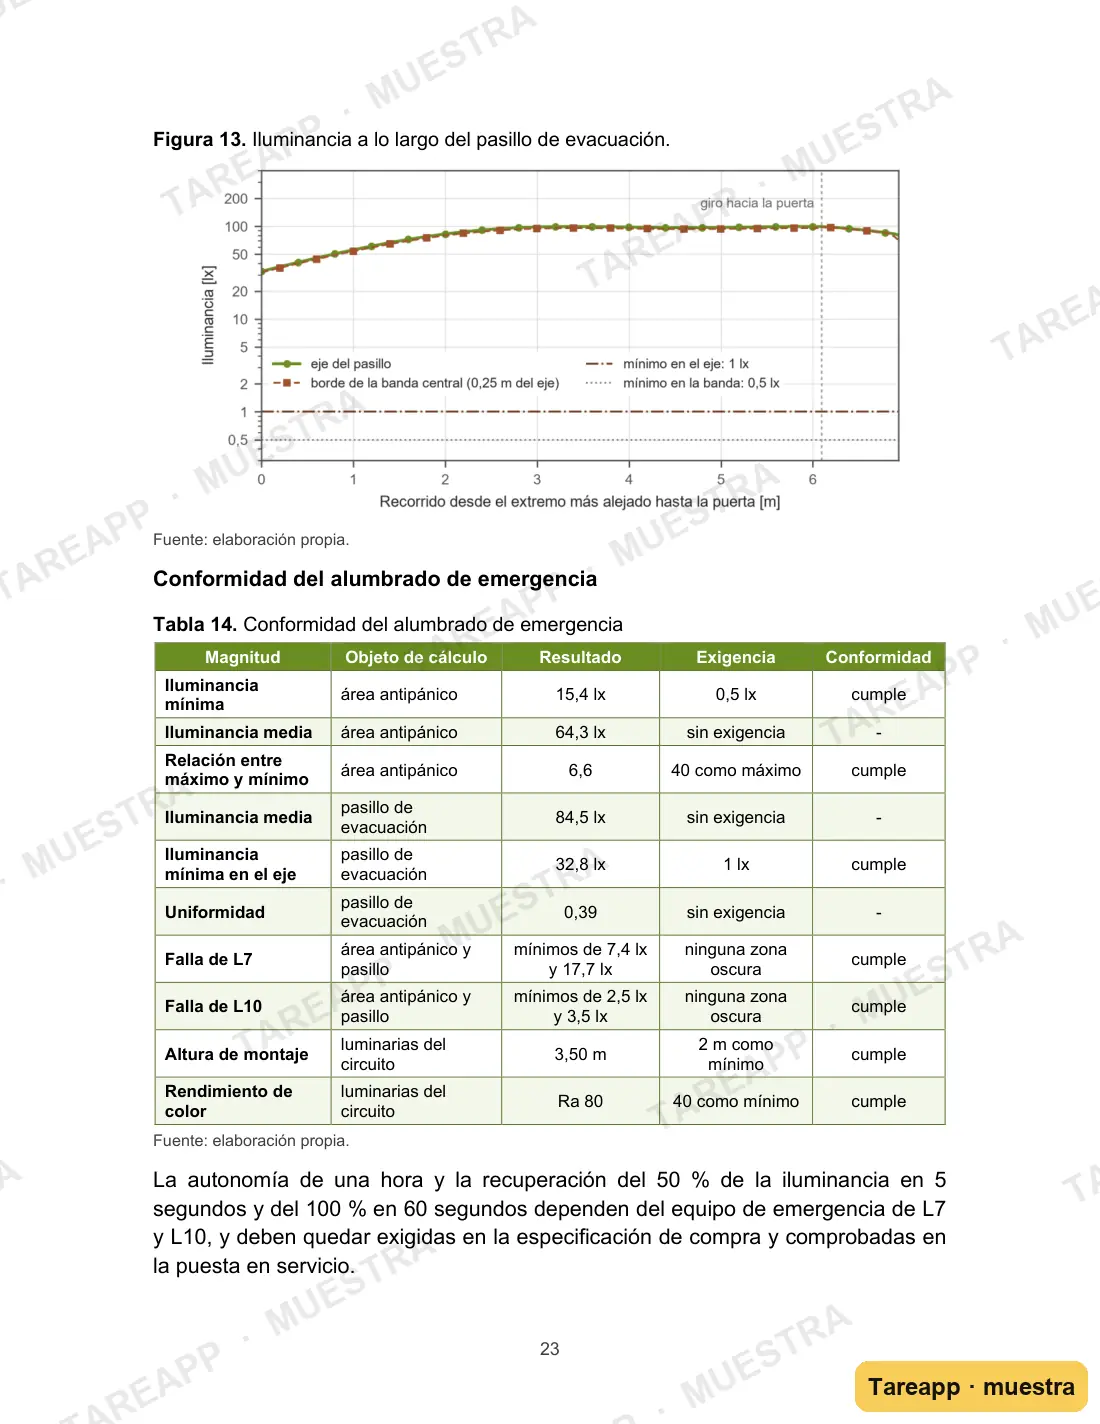 Figura 13. Iluminancia a lo largo del pasillo de evacuación.
giro hacia la puerta
Iluminancia [lx]
200
100
50
20
10
5
2
1
0,5
eje del pasillo
borde de la banda central (0,25 m del eje)
mínimo en el eje: 1 lx
mínimo en la banda: 0,5 lx
0 1 2 3 4 5 6
Recorrido desde el extremo más alejado hasta la puerta [m]
Fuente: elaboración propia.
Conformidad del alumbrado de emergencia
Tabla 14. Conformidad del alumbrado de emergencia
Magnitud Objeto de cálculo Resultado Exigencia Conformidad
Iluminancia mínima área antipánico 15,4 lx 0,5 lx cumple
Iluminancia media área antipánico 64,3 lx sin exigencia -
Relación entre máximo y mínimo área antipánico 6,6 40 como máximo cumple
Iluminancia media pasillo de evacuación 84,5 lx sin exigencia -
Iluminancia mínima en el eje pasillo de evacuación 32,8 lx 1 lx cumple
Uniformidad pasillo de evacuación 0,39 sin exigencia -
Falla de L7 área antipánico y pasillo mínimos de 7,4 lx y 17,7 lx ninguna zona oscura cumple
Falla de L10 área antipánico y pasillo mínimos de 2,5 lx y 3,5 lx ninguna zona oscura cumple
Altura de montaje luminarias del circuito 3,50 m 2 m como mínimo cumple
Rendimiento de color luminarias del circuito Ra 80 40 como mínimo cumple
Fuente: elaboración propia.
La autonomía de una hora y la recuperación del 50 % de la iluminancia en 5
segundos y del 100 % en 60 segundos dependen del equipo de emergencia de L7
y L10, y deben quedar exigidas en la especificación de compra y comprobadas en
la puesta en servicio.
23
Tareapp · muestra
TAREAPP · MUESTRA